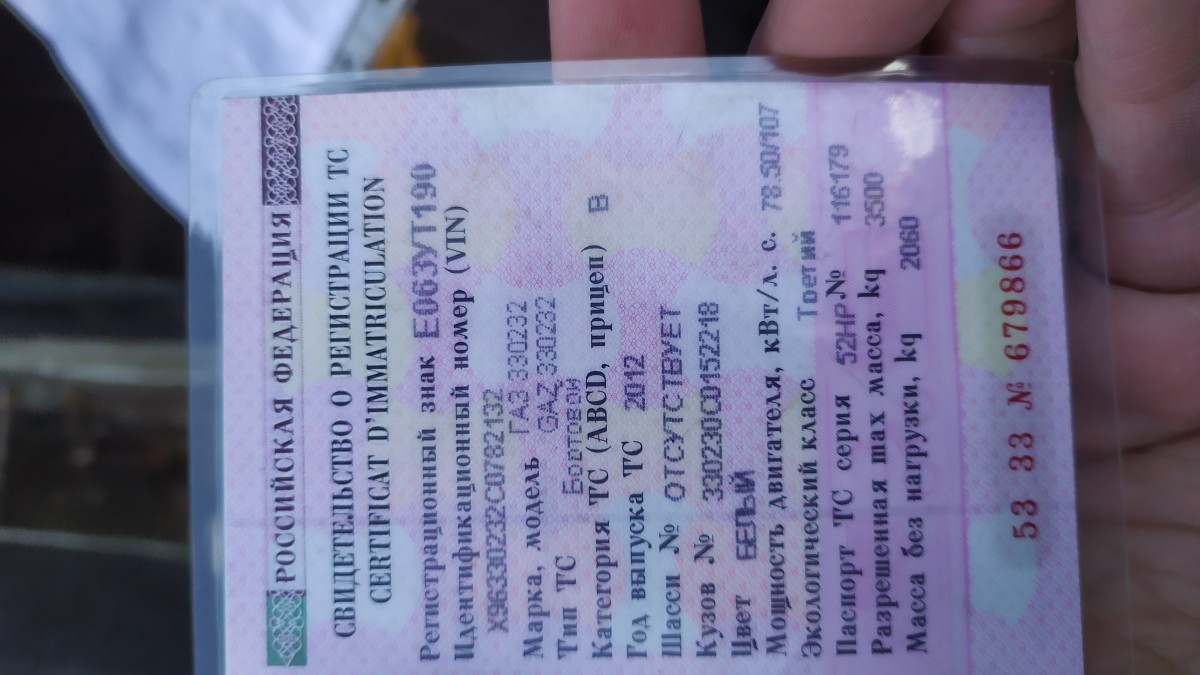 РОССИЙСКАЯ ФЕДЕРАЦИЯ
СВИДЕТЕЛЬСТВО О РЕГИСТРАЦИИ ТС
CERTIFICAT D'IMMATRICULATION
Регистрационный знак Е063УТ190
Идентификационный номер (VIN)
X96330232C0782132
Марка, модель ГАЗ 330232
GAZ 330232
Тип ТС Бортовой
Категория ТС (ABCD, прицеп) B
Год выпуска ТС 2012
Шасси № ОТСУТСТВУЕТ
Кузов № 330230C0152218
Цвет БЕЛЫЙ
Мощность двигателя, кВт/л. с. 78.50/107
Экологический класс Третий
Паспорт ТС серия 52НР№ 116179
Разрешенная max масса, kg 3500
Масса без нагрузки, kg 2060
53 33 № 679866